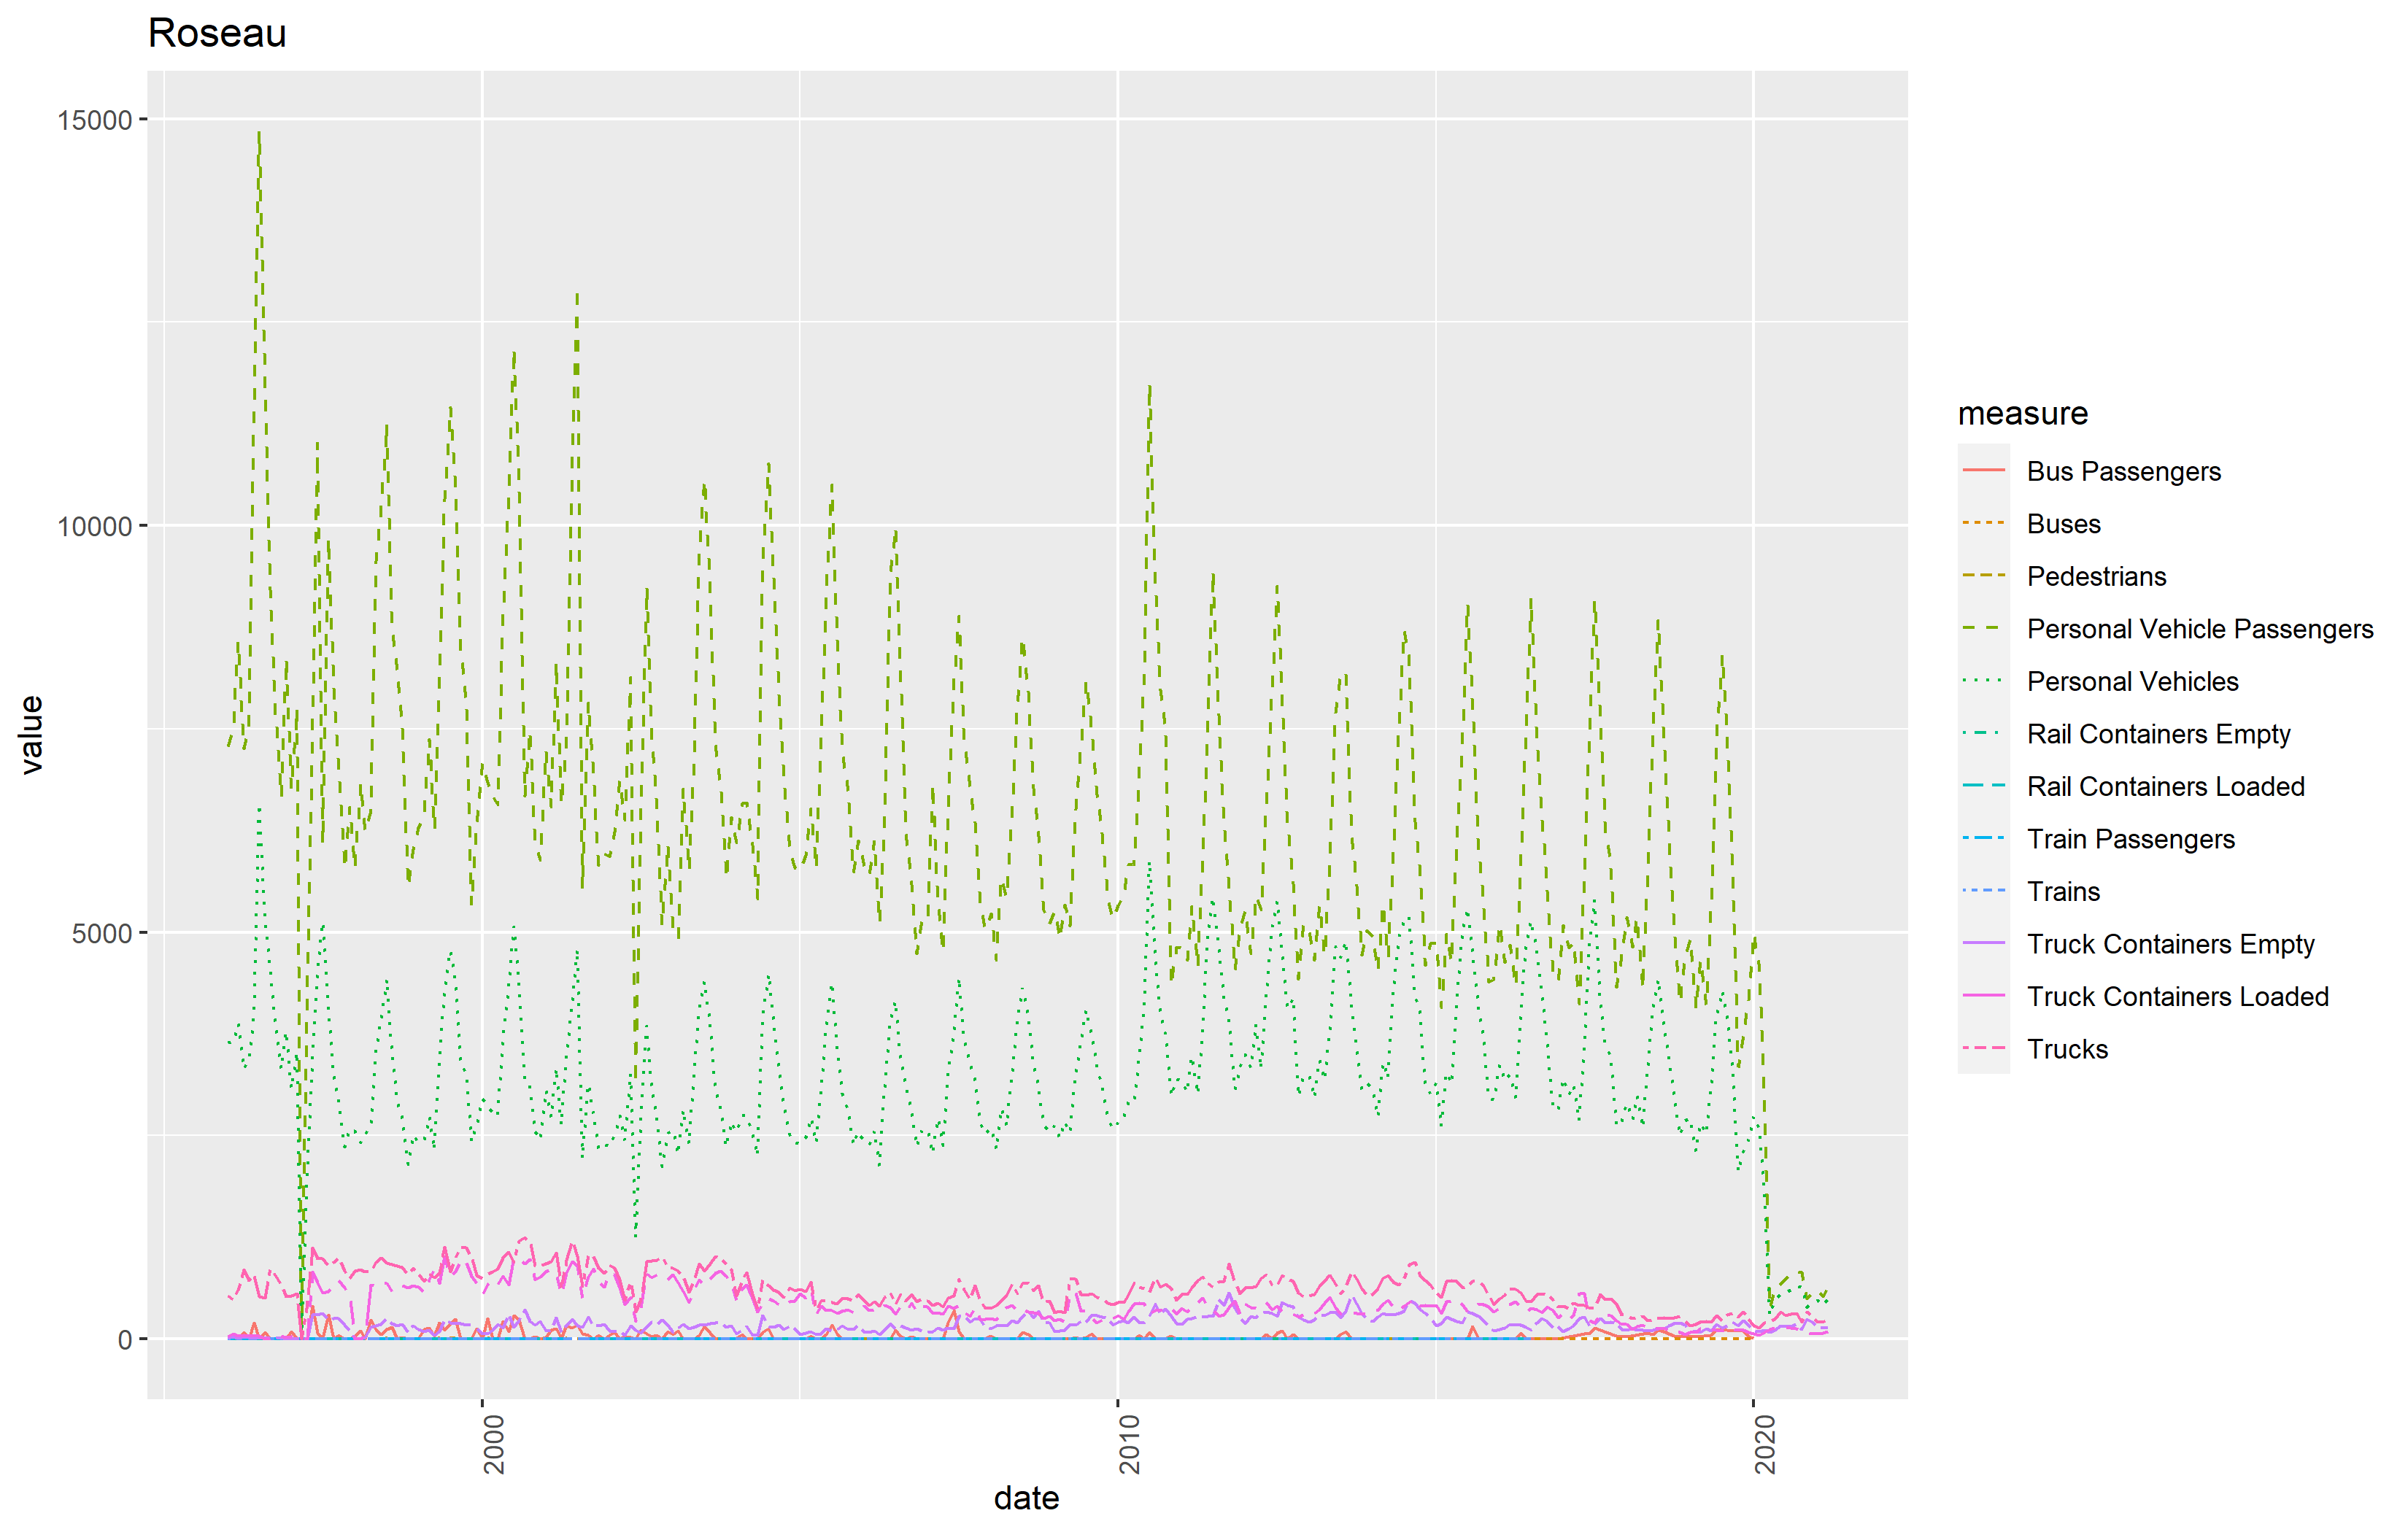 Roseau
15000
10000
5000
0
value
2000
2010
2020
date
measure
Bus Passengers
Buses
Pedestrians
Personal Vehicle Passengers
Personal Vehicles
Rail Containers Empty
Rail Containers Loaded
Train Passengers
Trains
Truck Containers Empty
Truck Containers Loaded
Trucks